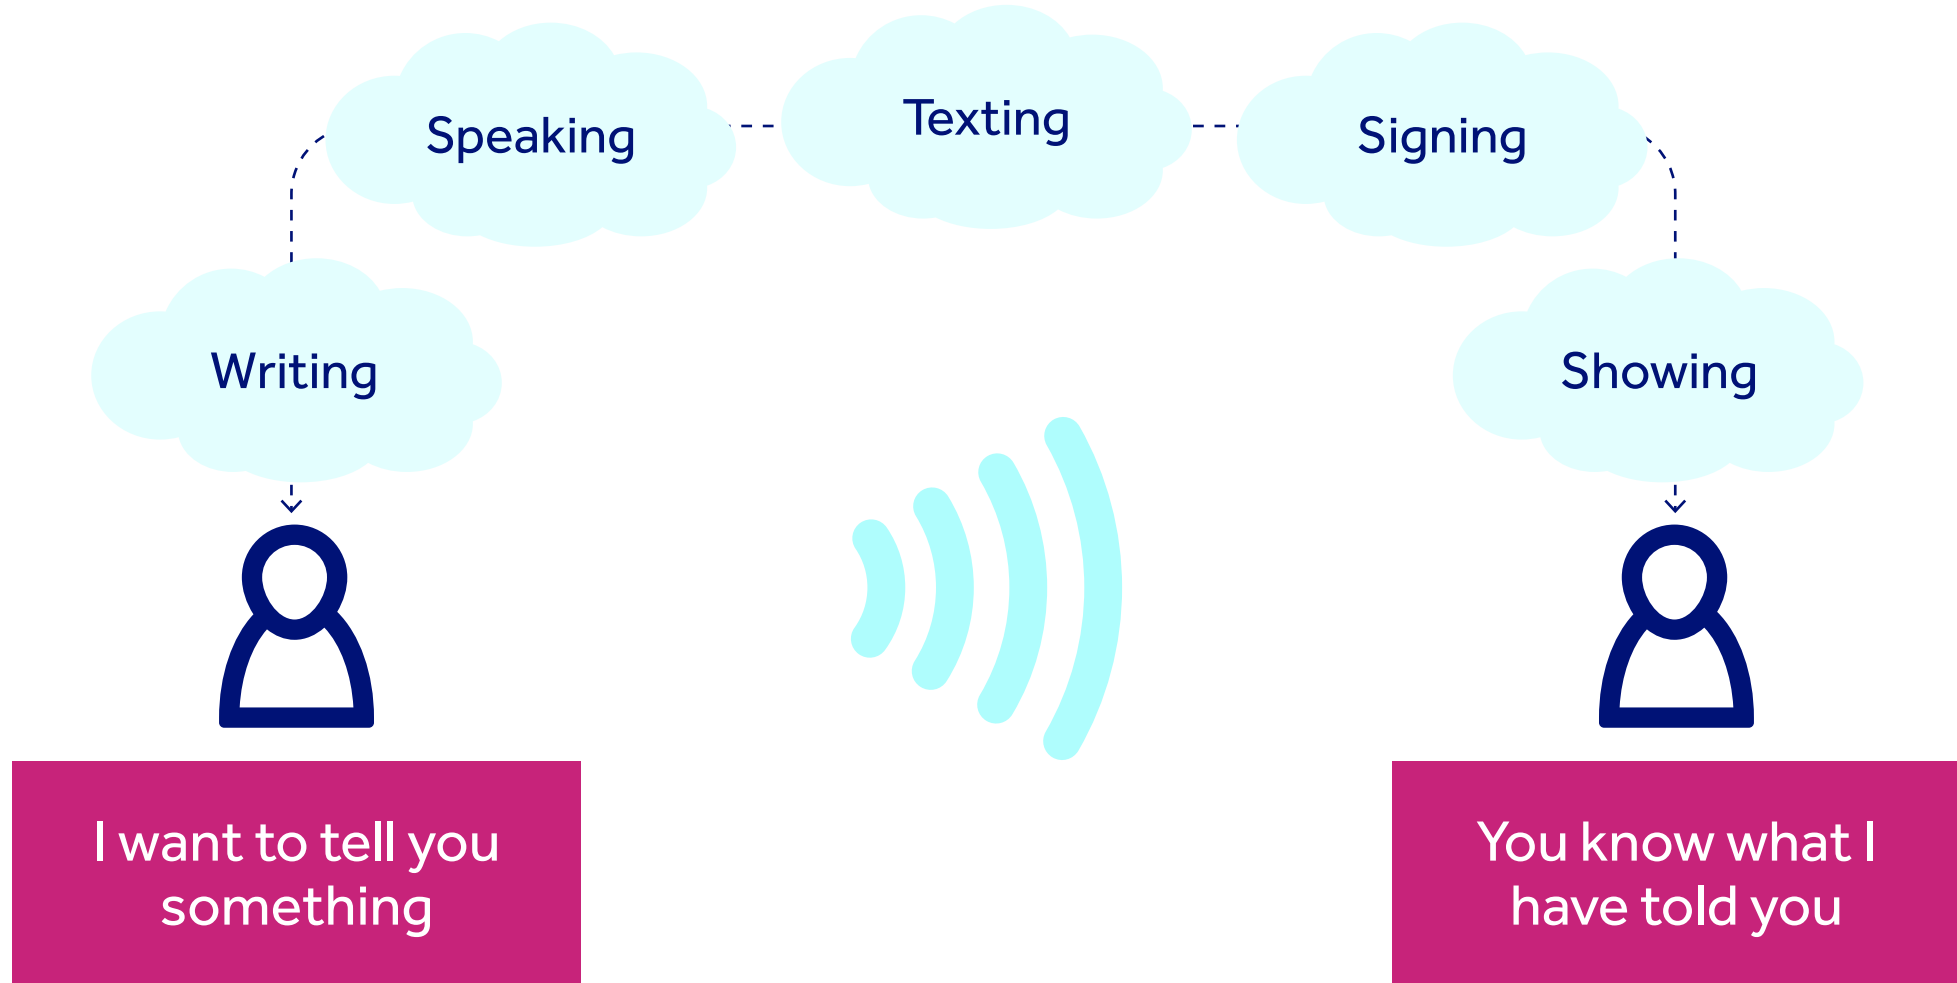 Texting
Speaking
Signing
Writing
Showing
I want to tell you
something
You know what I
have told you